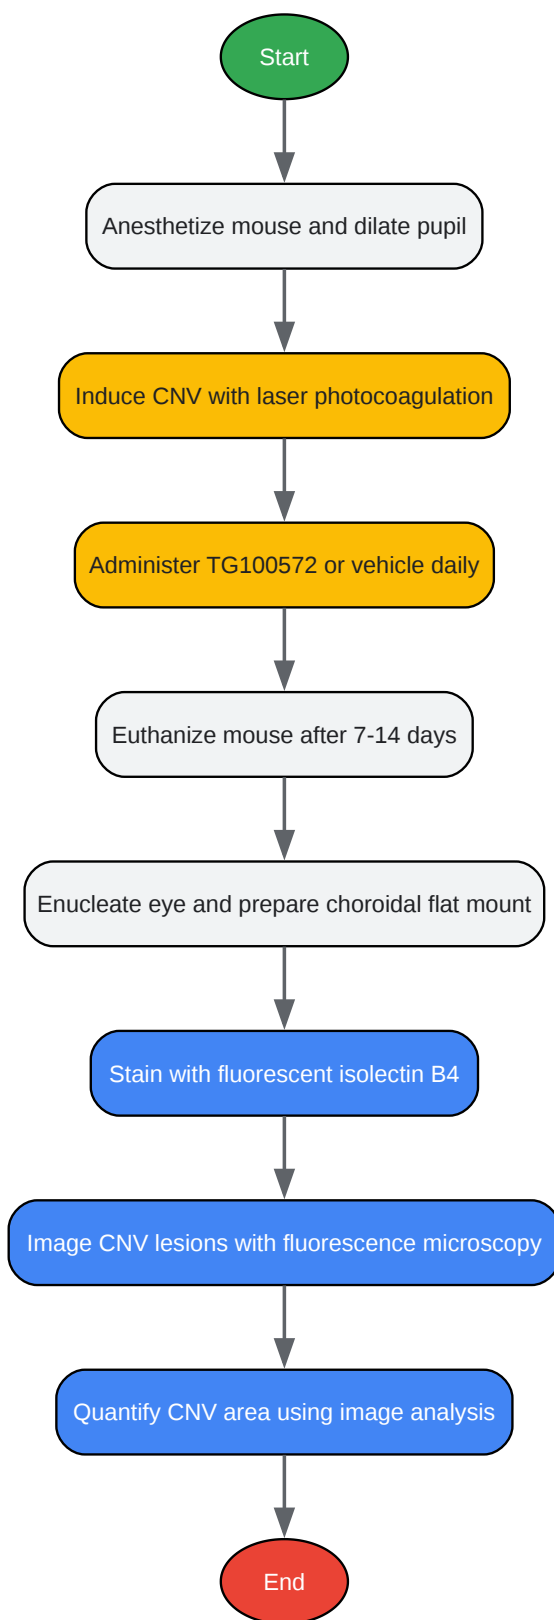 Start
Anesthetize mouse and dilate pupil
Induce CNV with laser photocoagulation
Administer TG100572 or vehicle daily
Euthanize mouse after 7-14 days
Enucleate eye and prepare choroidal flat mount
Stain with fluorescent isolectin B4
Image CNV lesions with fluorescence microscopy
Quantify CNV area using image analysis
End